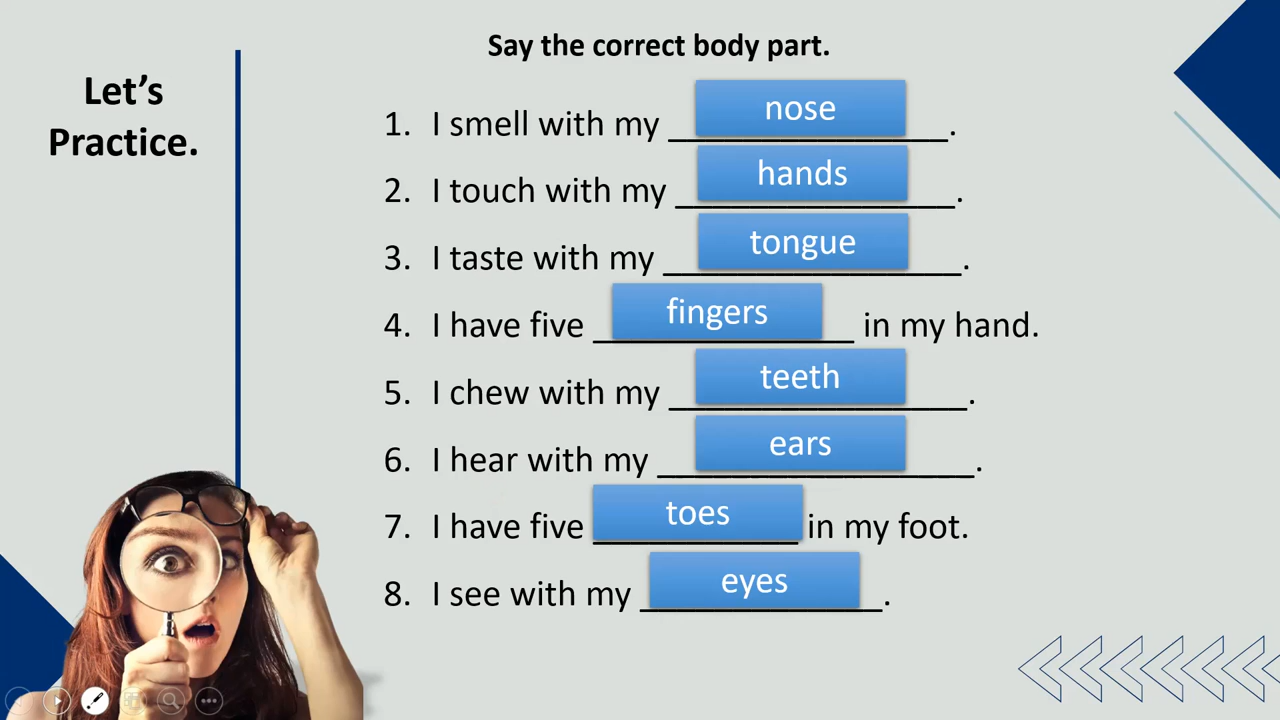 Say the correct body part.
Let's
Practice.
1. I smell with my nose.
2. I touch with my hands.
3. I taste with my tongue.
4. I have five fingers in my hand.
5. I chew with my teeth.
6. I hear with my ears.
7. I have five toes in my foot.
8. I see with my eyes.